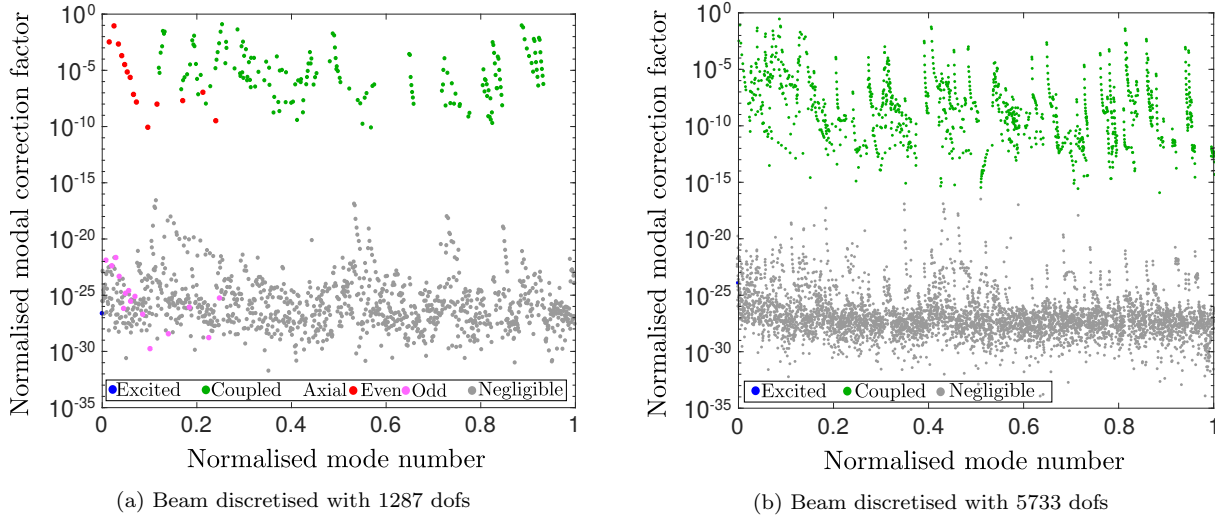 Normalised modal correction factor
10^0
10^-5
10^-10
10^-15
10^-20
10^-25
10^-30
10^-35
Excited Coupled Axial Even Odd Negligible
0 0.2 0.4 0.6 0.8 1
Normalised mode number
(a) Beam discretised with 1287 dofs
Normalised modal correction factor
10^0
10^-5
10^-10
10^-15
10^-20
10^-25
10^-30
10^-35
Excited Coupled Negligible
0 0.2 0.4 0.6 0.8 1
Normalised mode number
(b) Beam discretised with 5733 dofs